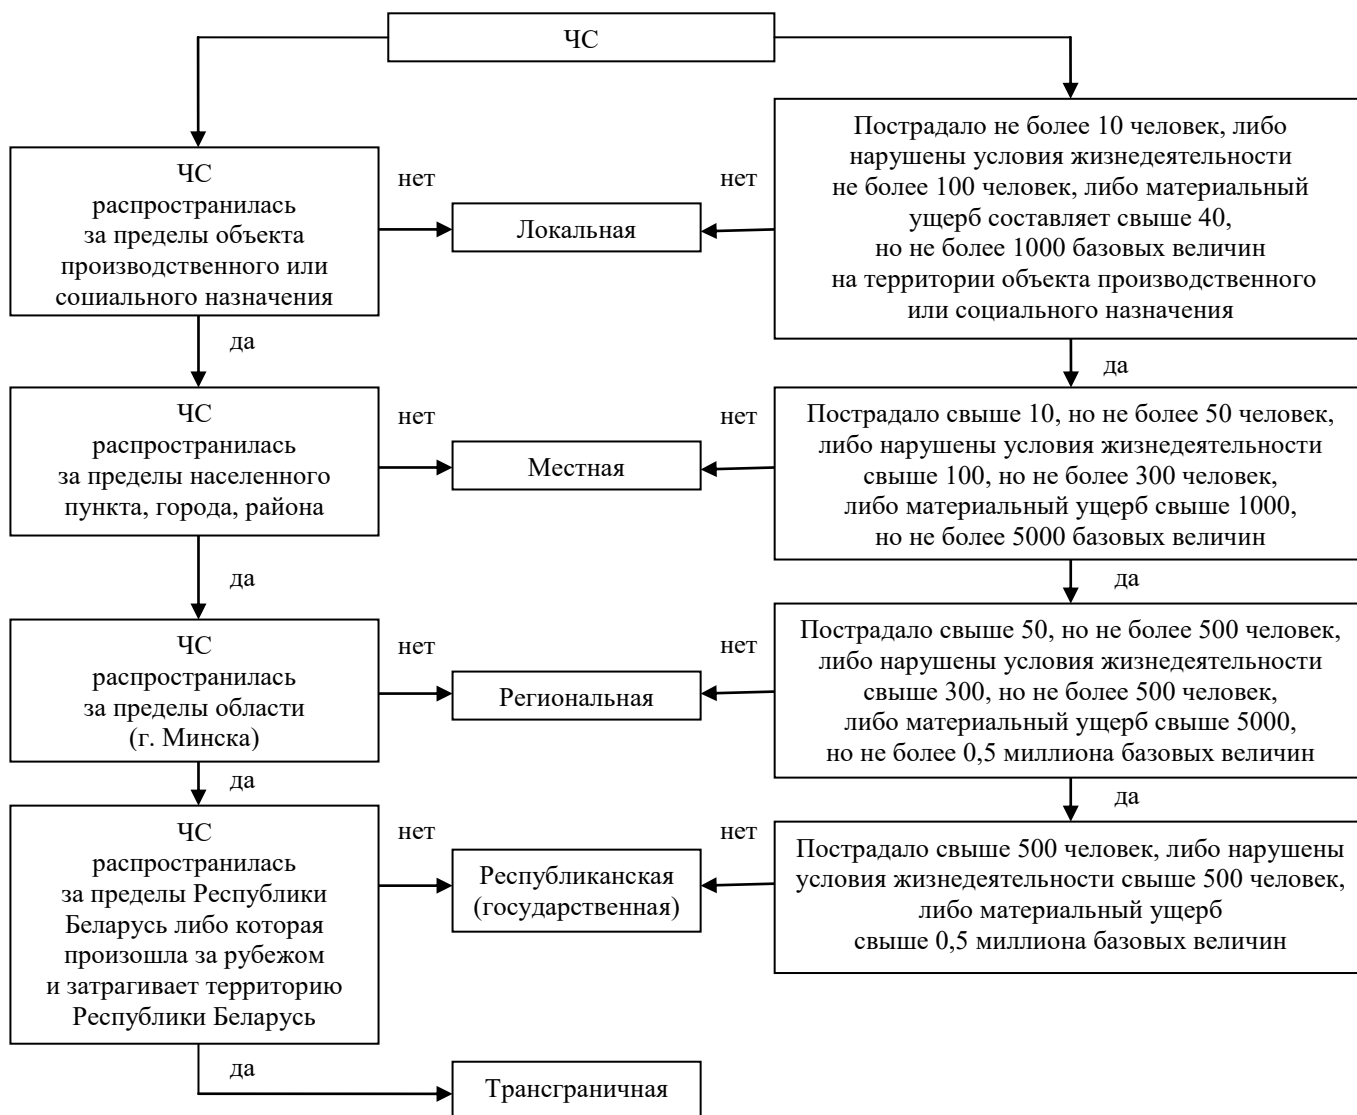 ЧС
ЧС
распространилась
за пределы объекта
производственного или
социального назначения
нет
Локальная
нет
Пострадало не более 10 человек, либо
нарушены условия жизнедеятельности
не более 100 человек, либо материальный
ущерб составляет свыше 40,
но не более 1000 базовых величин
на территории объекта производственного
или социального назначения
да
да
ЧС
распространилась
за пределы населенного
пункта, города, района
нет
Местная
нет
Пострадало свыше 10, но не более 50 человек,
либо нарушены условия жизнедеятельности
свыше 100, но не более 300 человек,
либо материальный ущерб свыше 1000,
но не более 5000 базовых величин
да
да
ЧС
распространилась
за пределы области
(г. Минска)
нет
Региональная
нет
Пострадало свыше 50, но не более 500 человек,
либо нарушены условия жизнедеятельности
свыше 300, но не более 500 человек,
либо материальный ущерб свыше 5000,
но не более 0,5 миллиона базовых величин
да
да
ЧС
распространилась
за пределы Республики
Беларусь либо которая
произошла за рубежом
и затрагивает территорию
Республики Беларусь
нет
Республиканская
(государственная)
нет
Пострадало свыше 500 человек, либо нарушены
условия жизнедеятельности свыше 500 человек,
либо материальный ущерб
свыше 0,5 миллиона базовых величин
да
Трансграничная